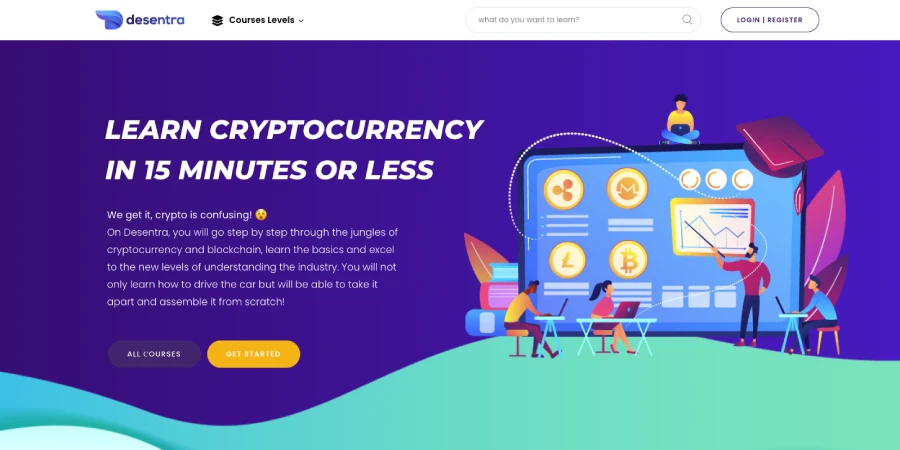 desentra
Courses Levels
what do you want to learn?
LOGIN | REGISTER
LEARN CRYPTOCURRENCY
IN 15 MINUTES OR LESS
We get it, crypto is confusing! 😵
On Desentra, you will go step by step through the jungles of
cryptocurrency and blockchain, learn the basics and excel
to the new levels of understanding the industry. You will not
only learn how to drive the car but will be able to take it
apart and assemble it from scratch!
ALL COURSES
GET STARTED